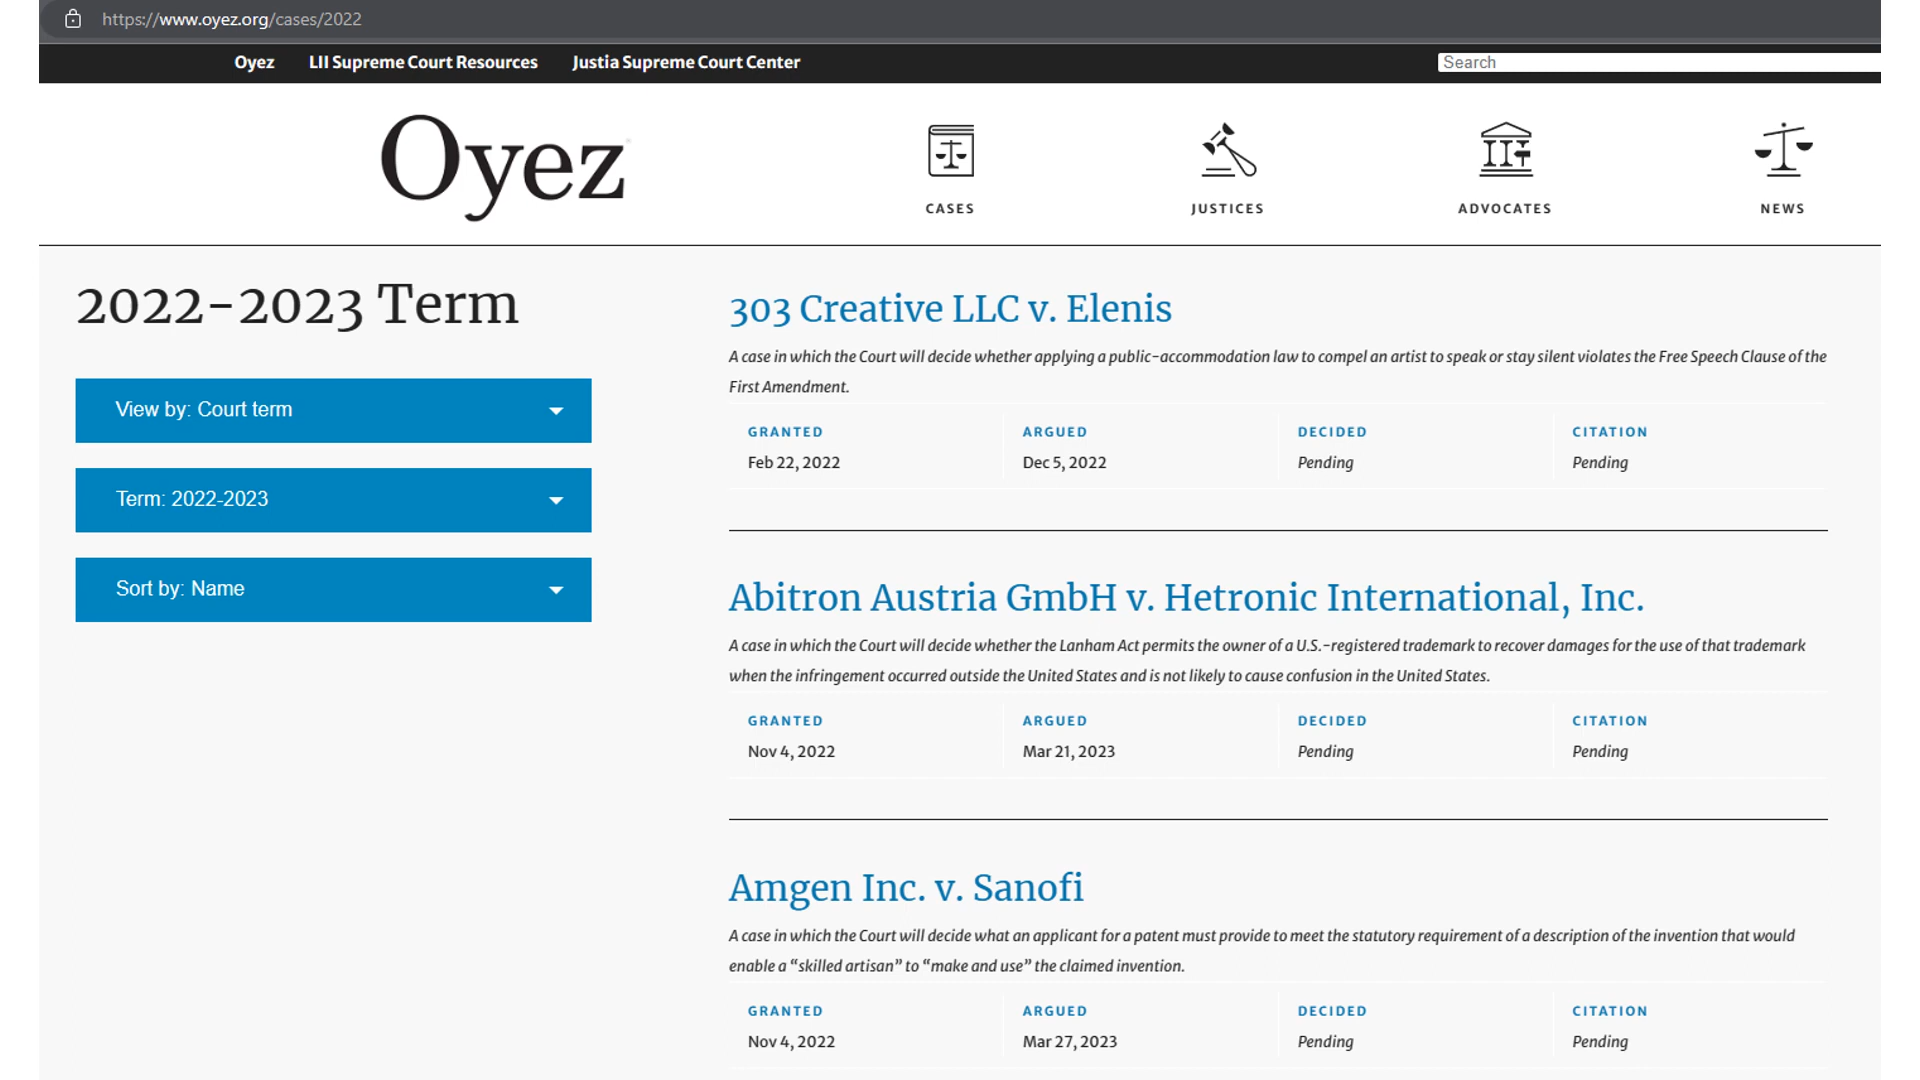 https://www.oyez.org/cases/2022
Oyez LII Supreme Court Resources Justia Supreme Court Center Search
Oyez
CASES JUSTICES ADVOCATES NEWS
2022-2023 Term
View by: Court term
Term: 2022-2023
Sort by: Name
303 Creative LLC v. Elenis
A case in which the Court will decide whether applying a public-accommodation law to compel an artist to speak or stay silent violates the Free Speech Clause of the
First Amendment.
GRANTED ARGUED DECIDED CITATION
Feb 22, 2022 Dec 5, 2022 Pending Pending
Abitron Austria GmbH v. Hetronic International, Inc.
A case in which the Court will decide whether the Lanham Act permits the owner of a U.S.-registered trademark to recover damages for the use of that trademark
when the infringement occurred outside the United States and is not likely to cause confusion in the United States.
GRANTED ARGUED DECIDED CITATION
Nov 4, 2022 Mar 21, 2023 Pending Pending
Amgen Inc. v. Sanofi
A case in which the Court will decide what an applicant for a patent must provide to meet the statutory requirement of a description of the invention that would
enable a “skilled artisan” to “make and use” the claimed invention.
GRANTED ARGUED DECIDED CITATION
Nov 4, 2022 Mar 27, 2023 Pending Pending